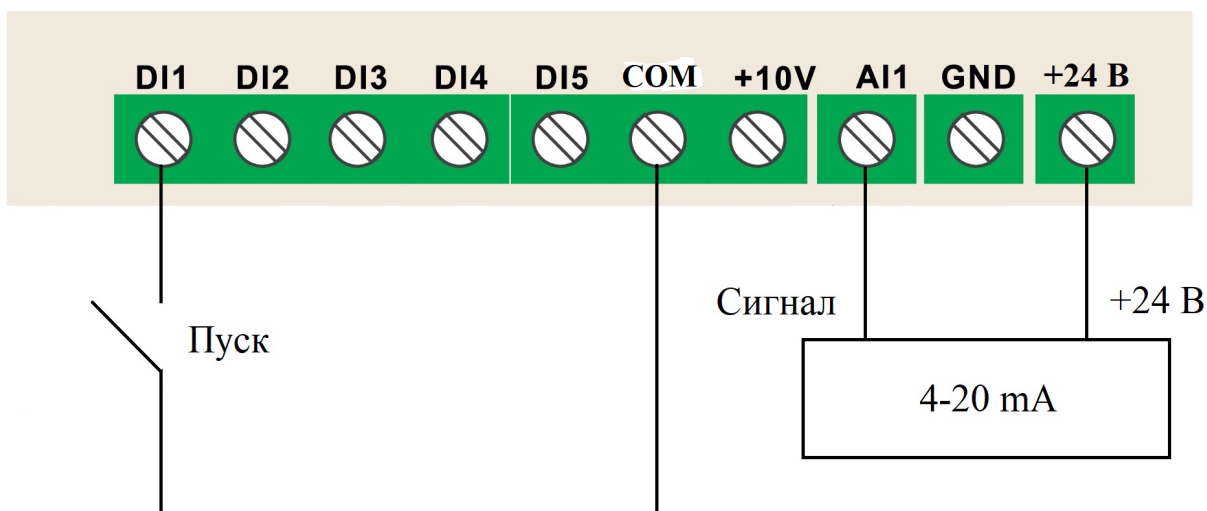 DI1 DI2 DI3 DI4 DI5 COM +10V AI1 GND +24 В
Сигнал +24 В
Пуск
4-20 mA